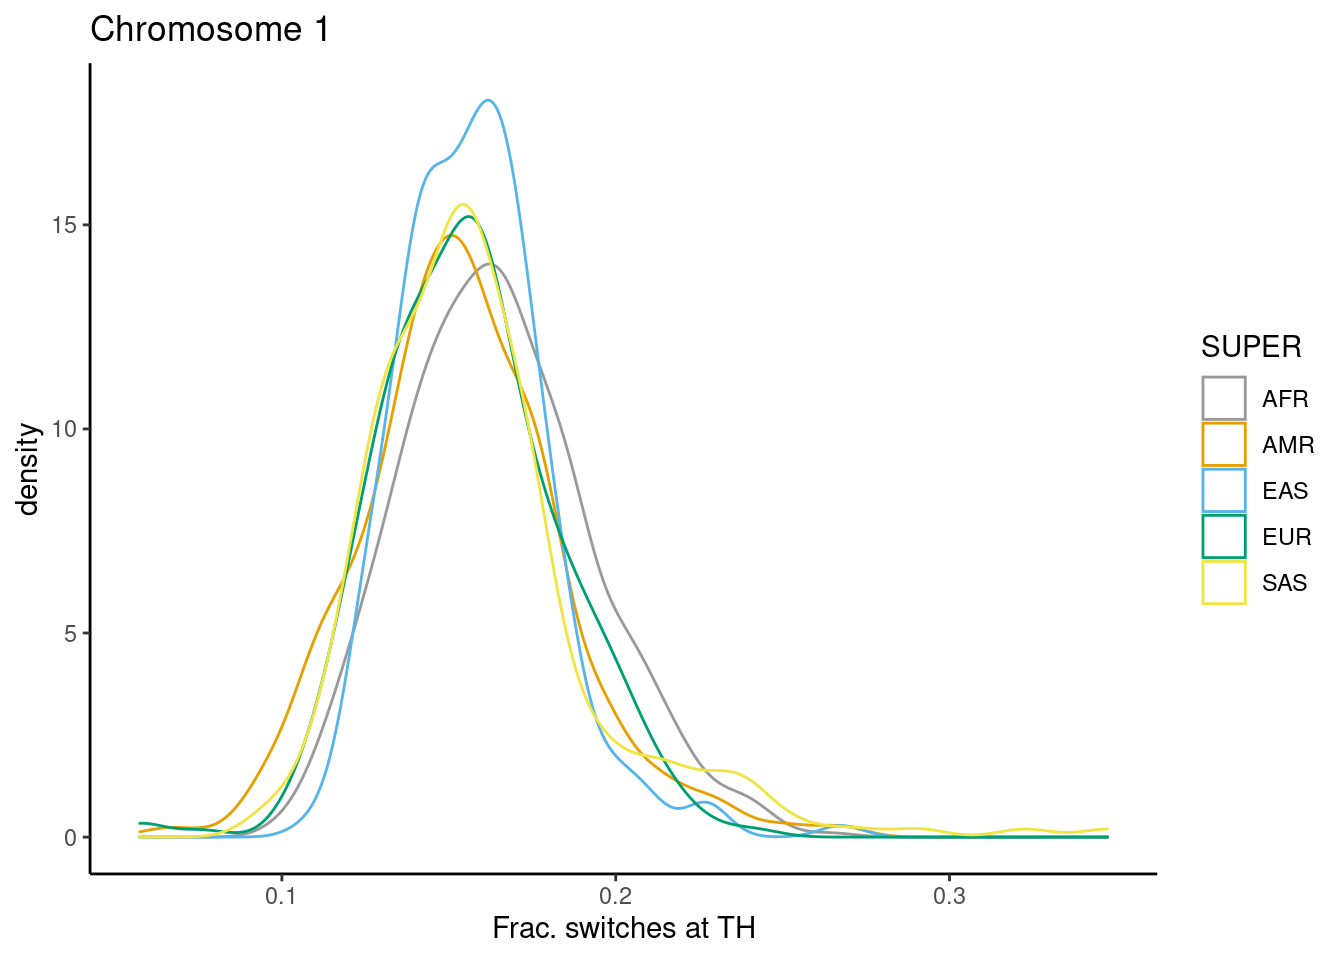 Chromosome 1
15
10
5
0
density
0.1
0.2
0.3
Frac. switches at TH
SUPER
AFR
AMR
EAS
EUR
SAS